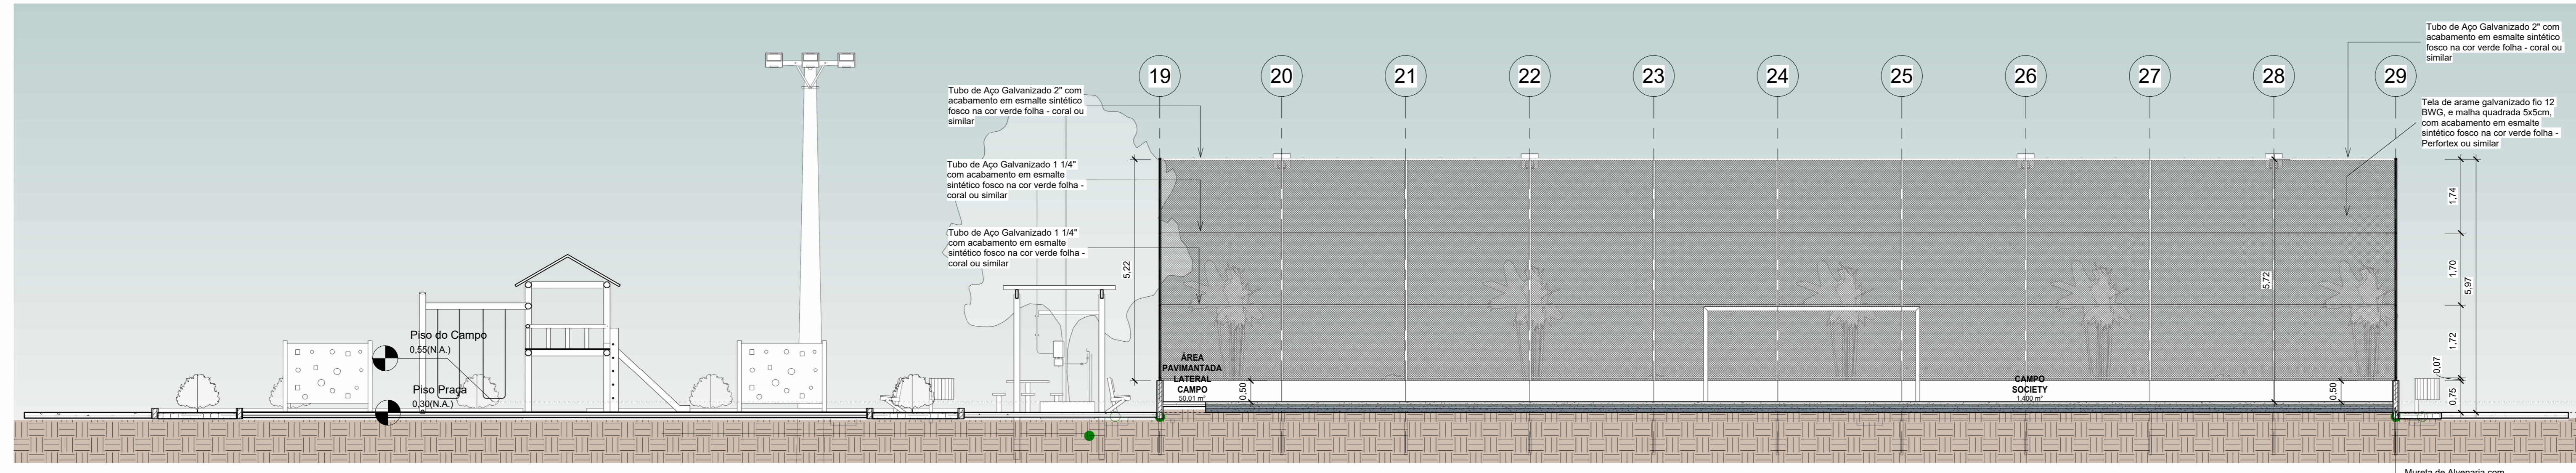 Tubo de Aço Galvanizado 2" com
acabamento em esmalte sintético
fosco na cor verde folha - coral ou
similar
Tubo de Aço Galvanizado 1 1/4"
com acabamento em esmalte
sintético fosco na cor verde folha -
coral ou similar
Tubo de Aço Galvanizado 1 1/4"
com acabamento em esmalte
sintético fosco na cor verde folha -
coral ou similar
19
20
21
22
23
24
25
26
27
28
29
Tubo de Aço Galvanizado 2" com
acabamento em esmalte sintético
fosco na cor verde folha - coral ou
similar
Tela de arame galvanizado fio 12
BWG, e malha quadrada 5x5cm,
com acabamento em esmalte
sintético fosco na cor verde folha -
Perfortex ou similar
Piso do Campo
0,55(N.A.)
Piso Praça
0,30(N.A.)
5,22
ÁREA
PAVIMANTADA
LATERAL
CAMPO
50,01 m²
0,50
CAMPO
SOCIETY
1.400 m²
5,72
0,50
1,74
1,70
5,97
1,72
0,07
0,75
Mureta de Alvenaria com